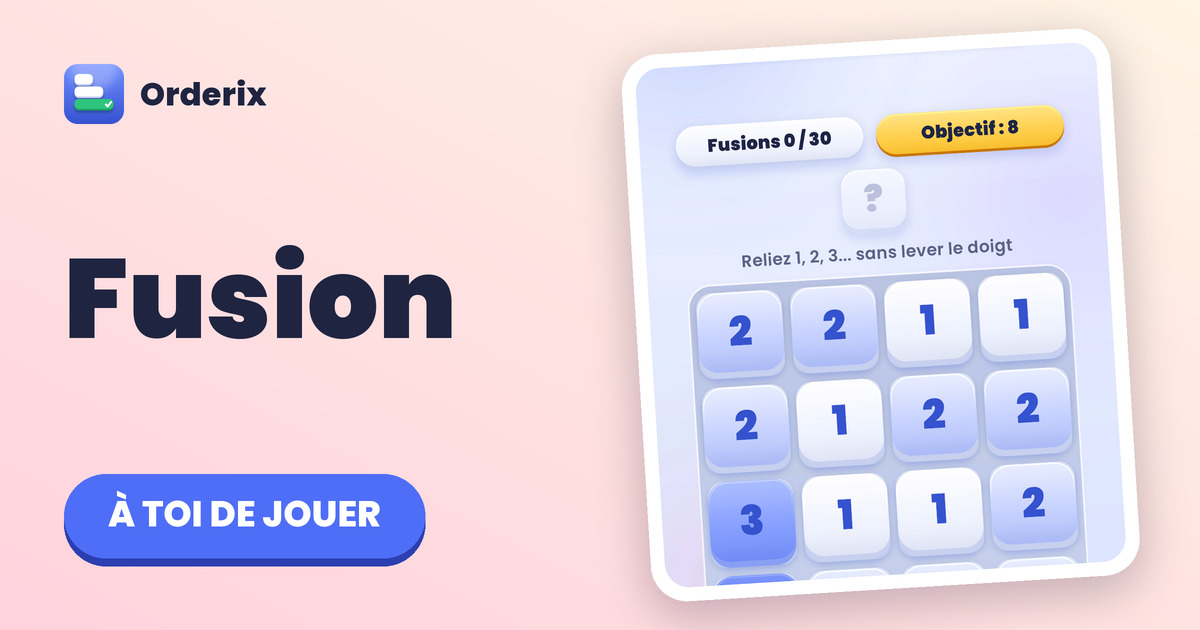 Orderix
Fusion
À TOI DE JOUER
Fusions 0 / 30
Objectif : 8
?
Reliez 1, 2, 3... sans lever le doigt
2 2 1 1
2 1 2 2
3 1 1 2